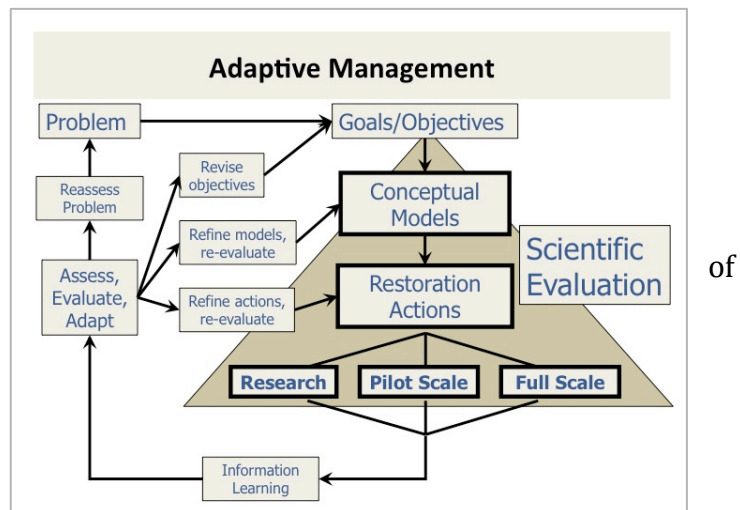 Adaptive Management
Problem
Goals/Objectives
Revise
objectives
Reassess
Problem
Conceptual
Models
Refine models,
re-evaluate
Scientific
Evaluation
of
Assess,
Evaluate,
Adapt
Restoration
Actions
Refine actions,
re-evaluate
Research
Pilot Scale
Full Scale
Information
Learning